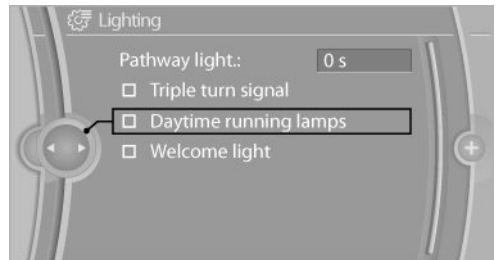 Lighting
Pathway light.: 0 s
Triple turn signal
Daytime running lamps
Welcome light